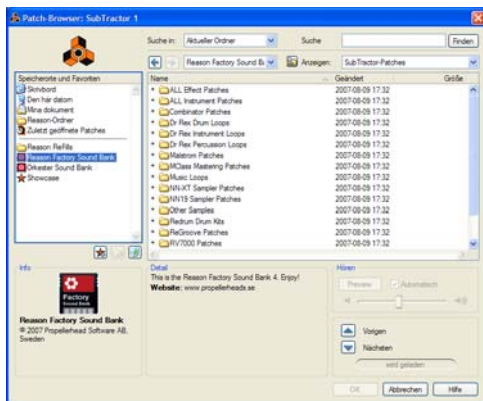 Patch-Browser: SubTractor 1
Suche in: Aktueller Ordner Suche Finden
Reason Factory Sound Ba Anzeigen: SubTractor-Patches
Speicherorte und Favoriten
Skrivbord
Den här datorn
Mina dokument
Reason-Ordner
Zuletzt geöffnete Patches
Reason ReFills
Reason Factory Sound Bank
Orkester Sound Bank
Showcase
Name Geändert Größe
ALL Effect Patches 2007-08-09 17:32
ALL Instrument Patches 2007-08-09 17:32
Combinator Patches 2007-08-09 17:32
Dr Rex Drum Loops 2007-08-09 17:32
Dr Rex Instrument Loops 2007-08-09 17:32
Dr Rex Percussion Loops 2007-08-09 17:32
Malstrom Patches 2007-08-09 17:32
MClass Mastering Patches 2007-08-09 17:32
Music Loops 2007-08-09 17:32
NN-XT Sampler Patches 2007-08-09 17:32
NN19 Sampler Patches 2007-08-09 17:32
Other Samples 2007-08-09 17:32
Redrum Drum Kits 2007-08-09 17:32
ReGroove Patches 2007-08-09 17:32
RV7000 Patches 2007-08-09 17:32
Info
Factory
Sound Bank
Reason Factory Sound Bank
© 2007 Propellerhead Software AB,
Sweden
Detail
This is the Reason Factory Sound Bank 4. Enjoy!
Website: www.propellerheads.se
Hören
Preview Automatisch
Vorigen
Nächsten
wird geladen
OK Abbrechen Hilfe